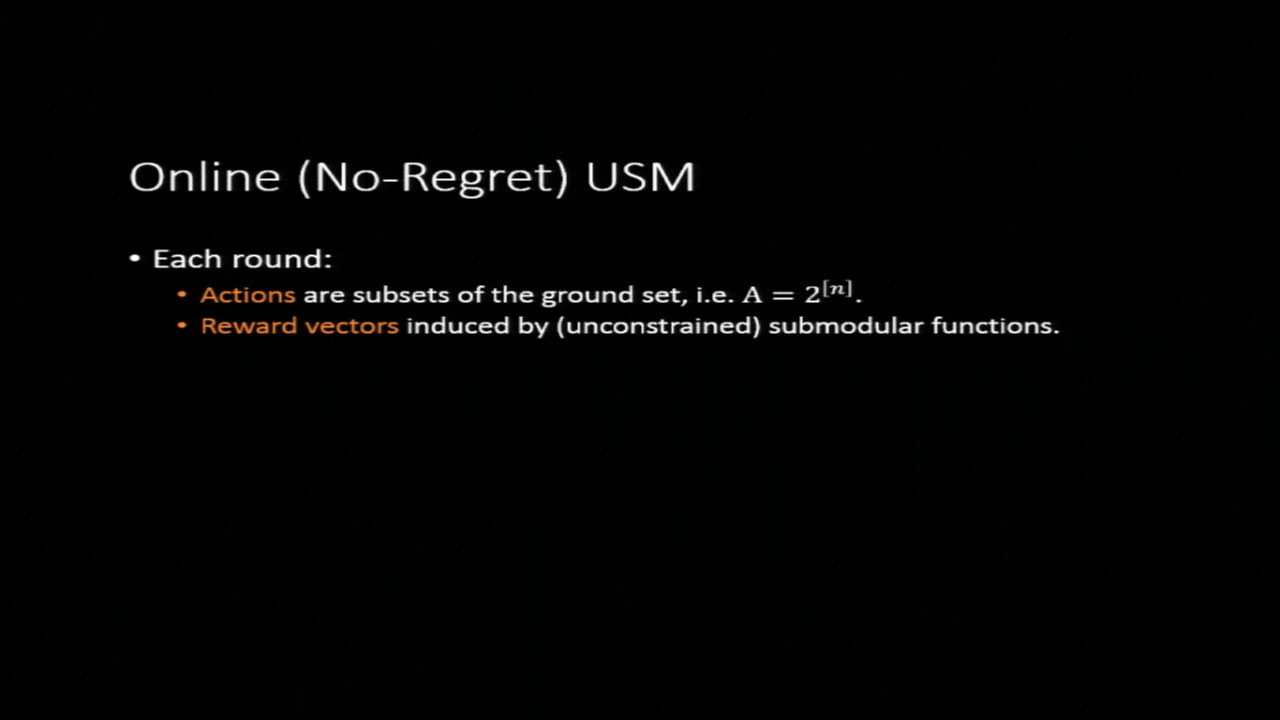 Online (No-Regret) USM
• Each round:
• Actions are subsets of the ground set, i.e. A = 2^[n].
• Reward vectors induced by (unconstrained) submodular functions.